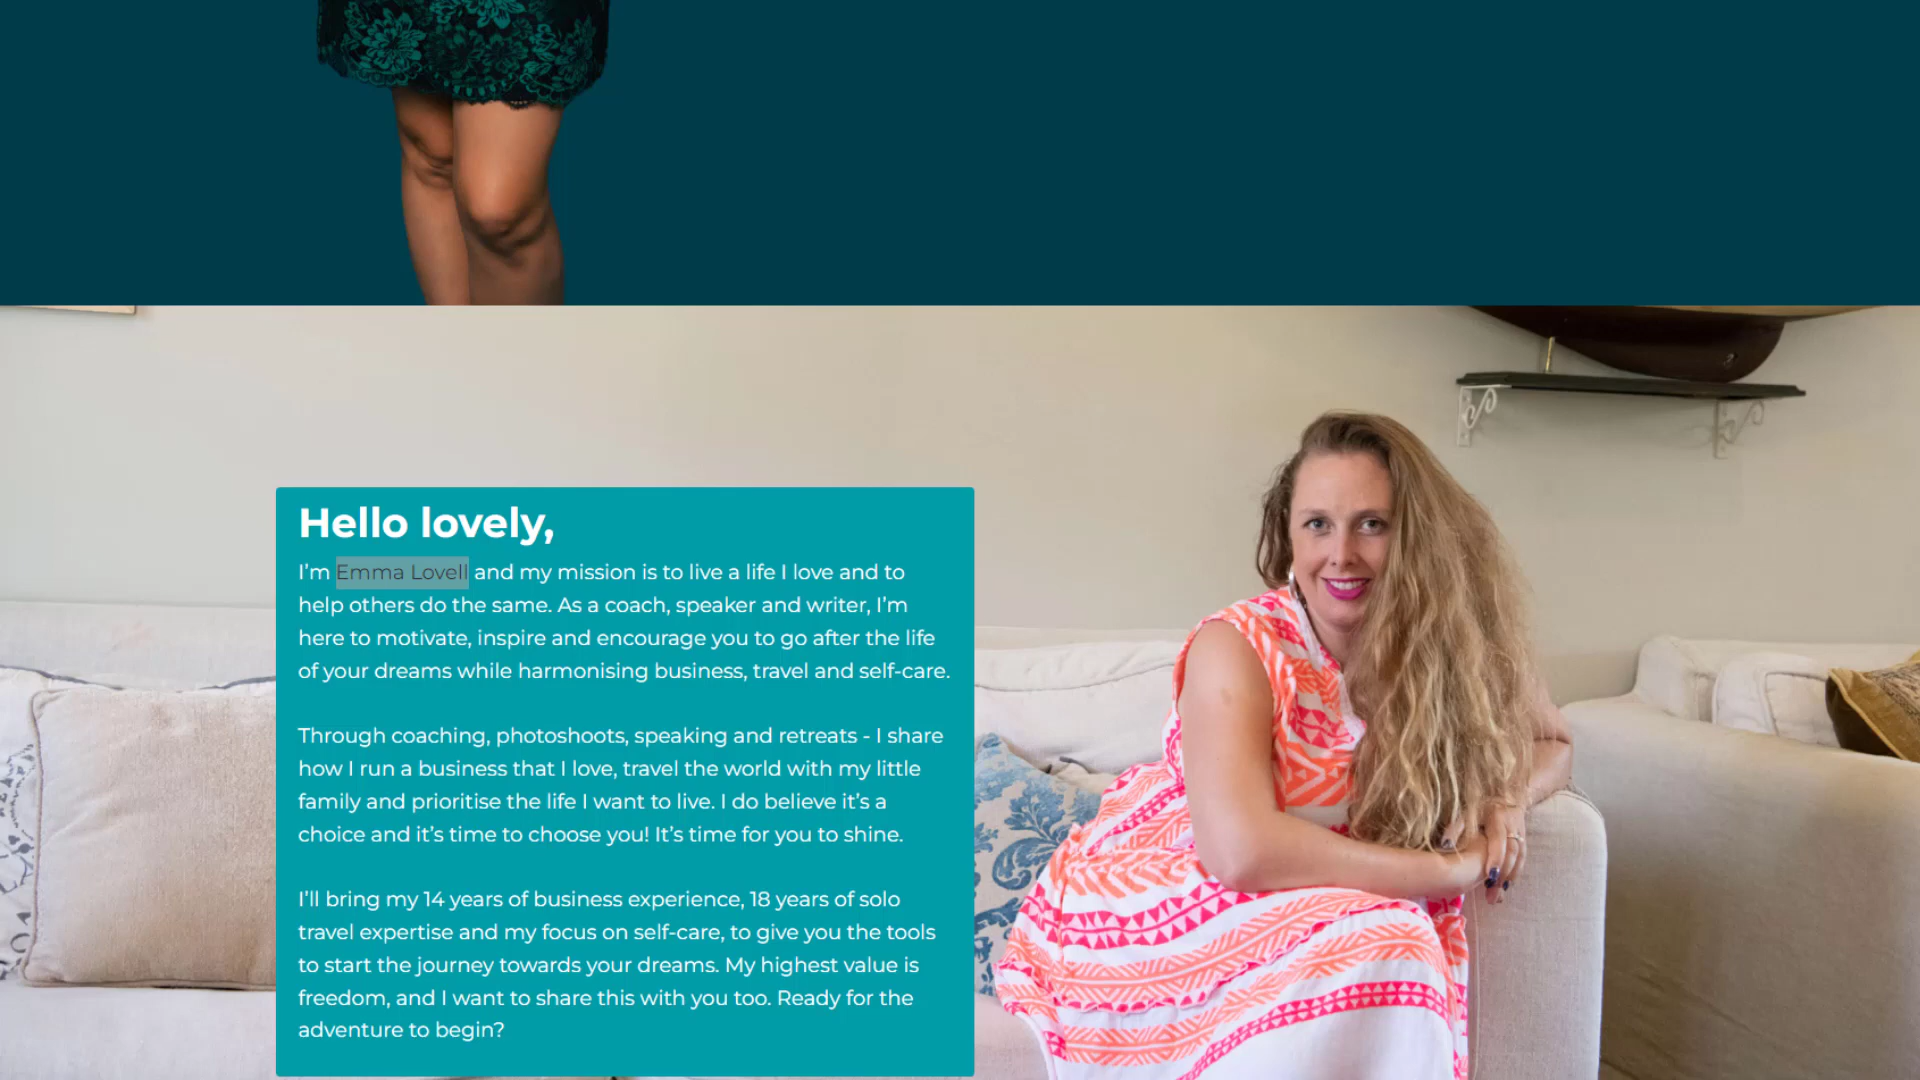 Hello lovely,
I’m Emma Lovell and my mission is to live a life I love and to
help others do the same. As a coach, speaker and writer, I’m
here to motivate, inspire and encourage you to go after the life
of your dreams while harmonising business, travel and self-care.
Through coaching, photoshoots, speaking and retreats - I share
how I run a business that I love, travel the world with my little
family and prioritise the life I want to live. I do believe it’s a
choice and it’s time to choose you! It’s time for you to shine.
I’ll bring my 14 years of business experience, 18 years of solo
travel expertise and my focus on self-care, to give you the tools
to start the journey towards your dreams. My highest value is
freedom, and I want to share this with you too. Ready for the
adventure to begin?